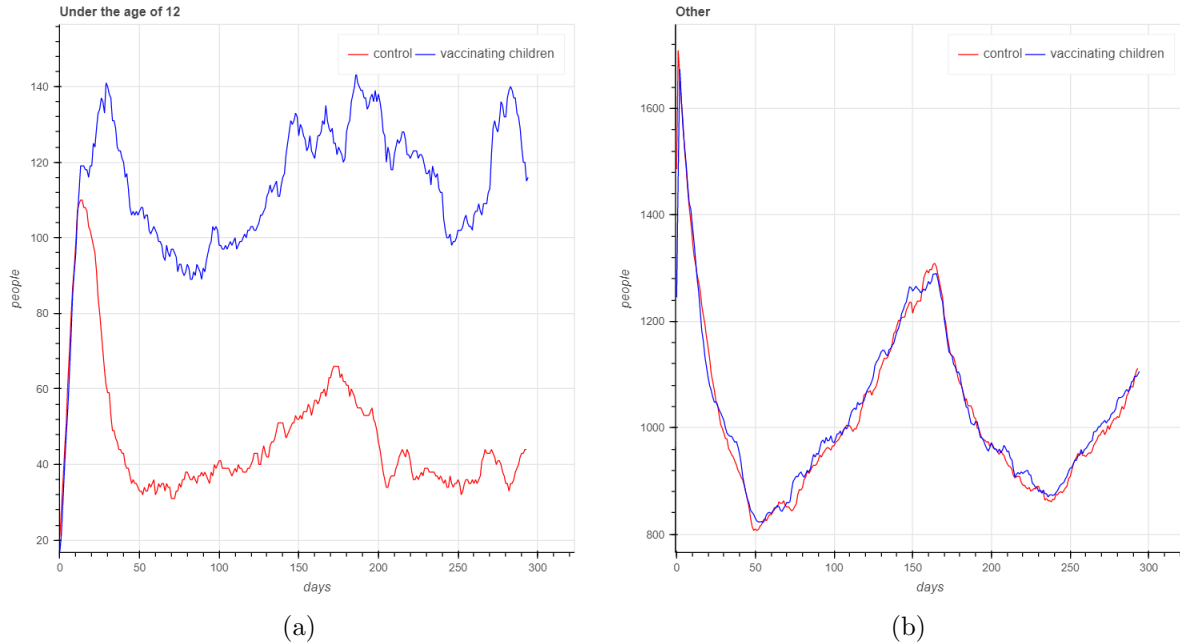 Under the age of 12
control vaccinating children
140
120
100
80
60
40
20
people
0 50 100 150 200 250 300
days
(a)
Other
control vaccinating children
1600
1400
1200
1000
800
people
0 50 100 150 200 250 300
days
(b)